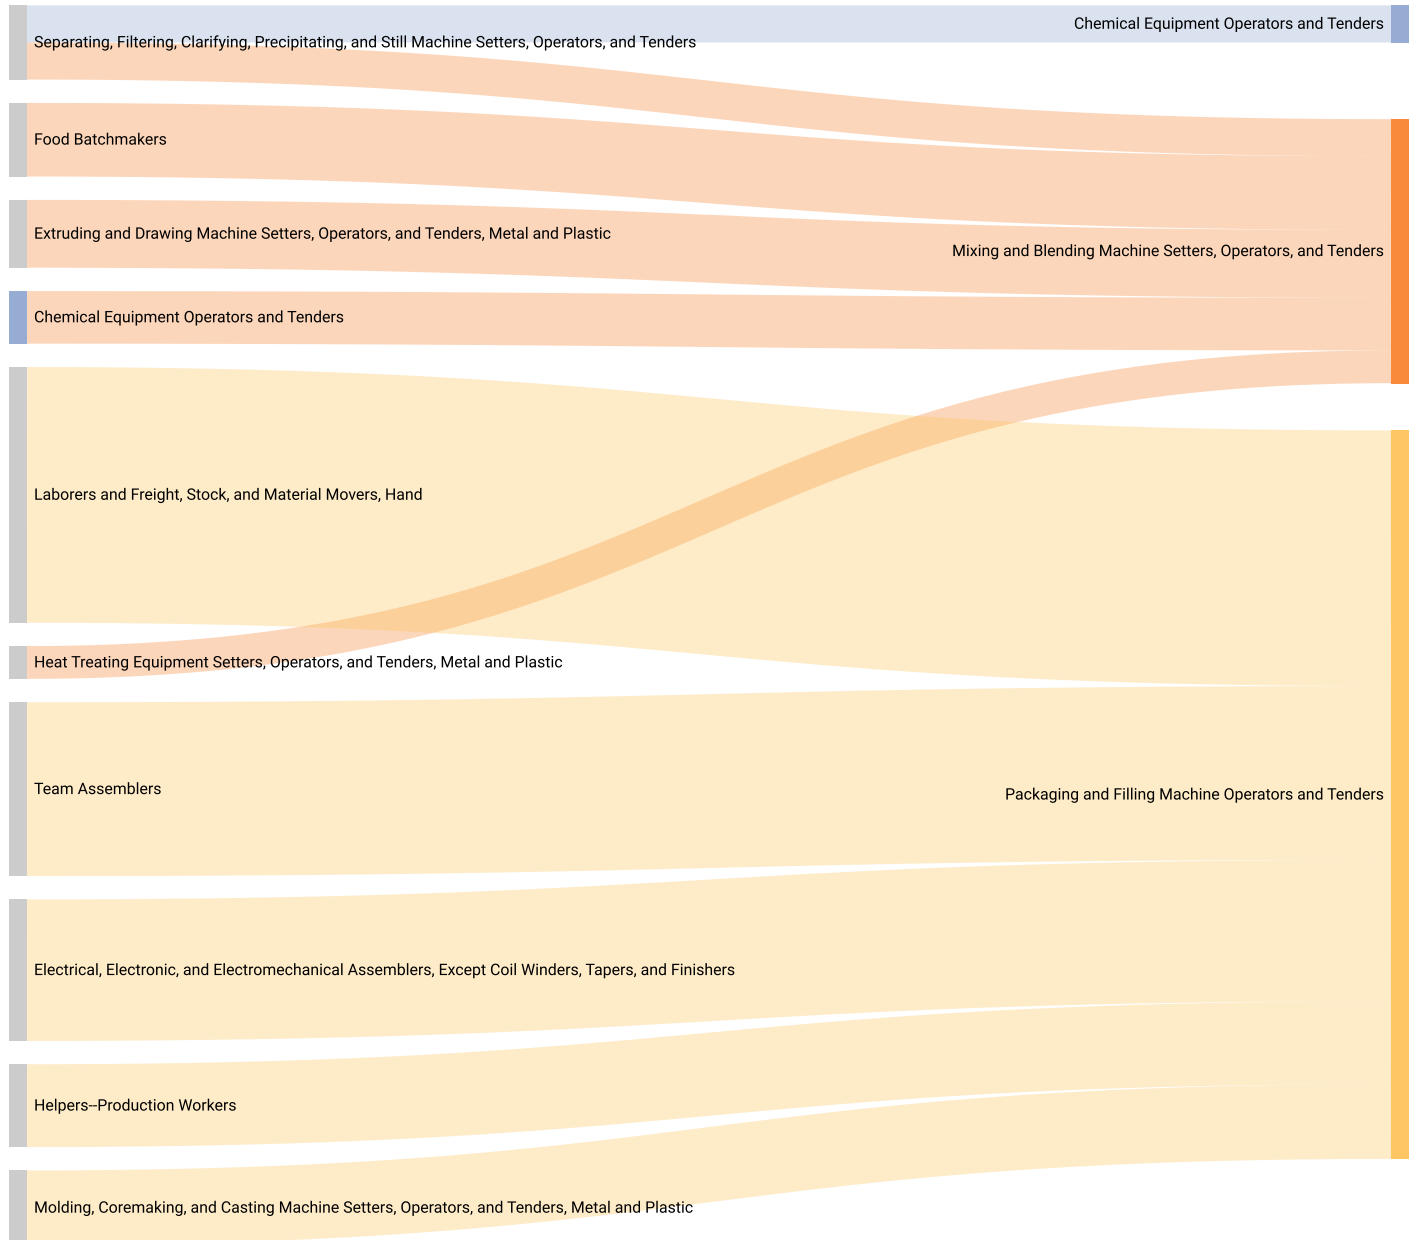 Chemical Equipment Operators and Tenders
Separating, Filtering, Clarifying, Precipitating, and Still Machine Setters, Operators, and Tenders
Food Batchmakers
Extruding and Drawing Machine Setters, Operators, and Tenders, Metal and Plastic
Mixing and Blending Machine Setters, Operators, and Tenders
Chemical Equipment Operators and Tenders
Laborers and Freight, Stock, and Material Movers, Hand
Heat Treating Equipment Setters, Operators, and Tenders, Metal and Plastic
Team Assemblers
Packaging and Filling Machine Operators and Tenders
Electrical, Electronic, and Electromechanical Assemblers, Except Coil Winders, Tapers, and Finishers
Helpers--Production Workers
Molding, Coremaking, and Casting Machine Setters, Operators, and Tenders, Metal and Plastic